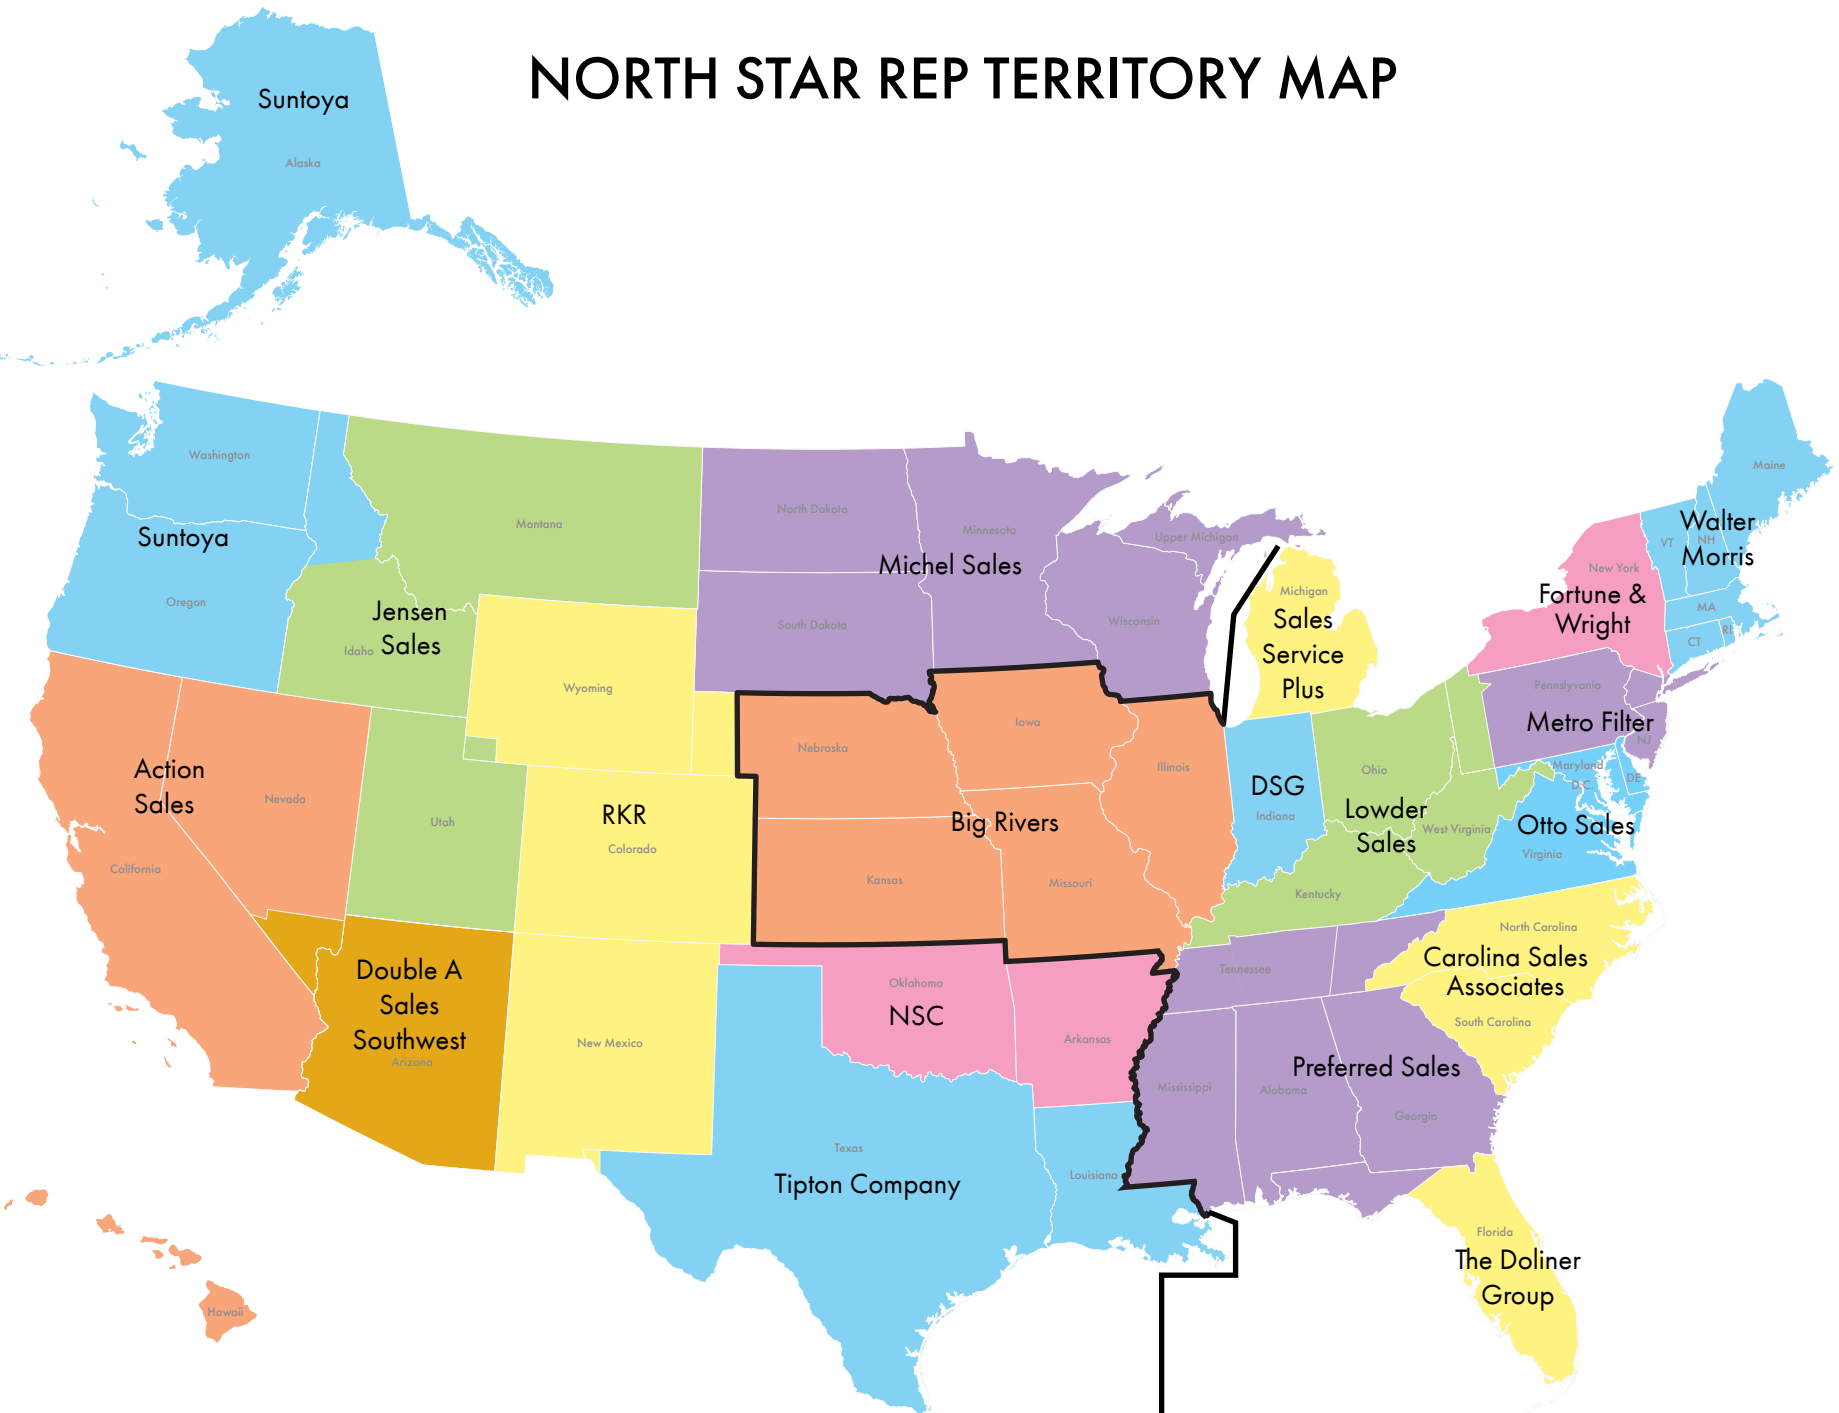 NORTH STAR REP TERRITORY MAP
Suntoya
Alaska
Washington
Suntoya
Oregon
Montana
Jensen
Sales
Idaho
Wyoming
North Dakota
Minnesota
Upper Michigan
Michel Sales
South Dakota
Wisconsin
Michigan
Sales
Service
Plus
Maine
Walter
Morris
VT
NH
New York
Fortune &
Wright
MA
CT
RI
Pennslyvania
Metro Filter
NJ
Action
Sales
Nevada
California
Utah
RKR
Colorado
Nebraska
Iowa
Illinois
Big Rivers
Kansas
Missouri
DSG
Indiana
Ohio
Lowder
Sales
West Virginia
Kentucky
Maryland
D.C.
DE
Otto Sales
Virginia
Double A
Sales
Southwest
Arizona
New Mexico
Oklahoma
NSC
Arkansas
Tennessee
North Carolina
Carolina Sales
Associates
South Carolina
Preferred Sales
Mississippi
Alabama
Georgia
Texas
Tipton Company
Louisiana
Florida
The Doliner
Group
Hawaii